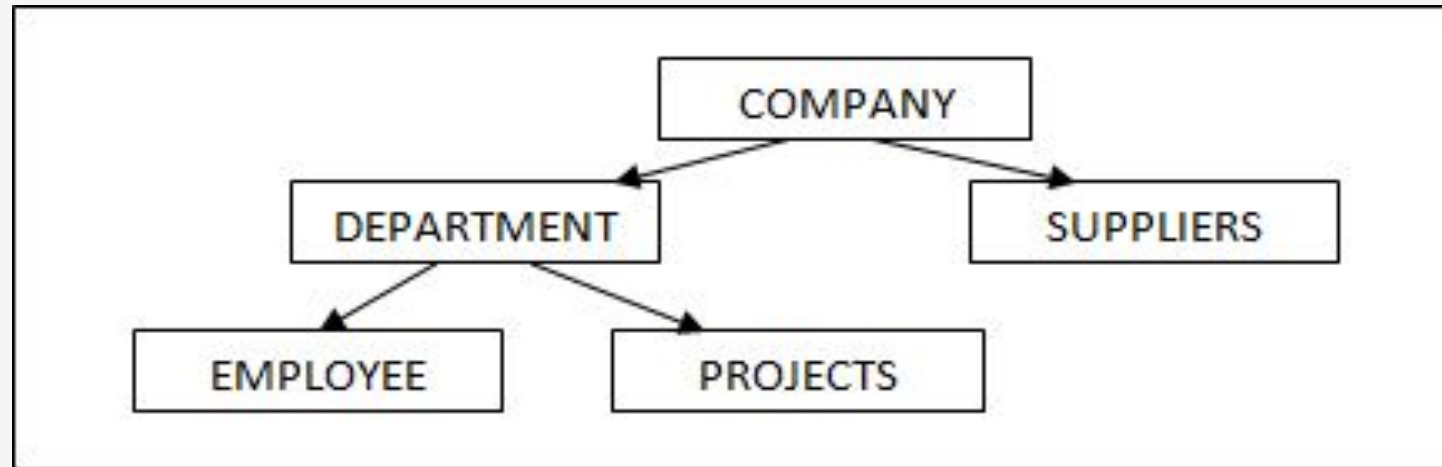 COMPANY
DEPARTMENT
SUPPLIERS
EMPLOYEE
PROJECTS